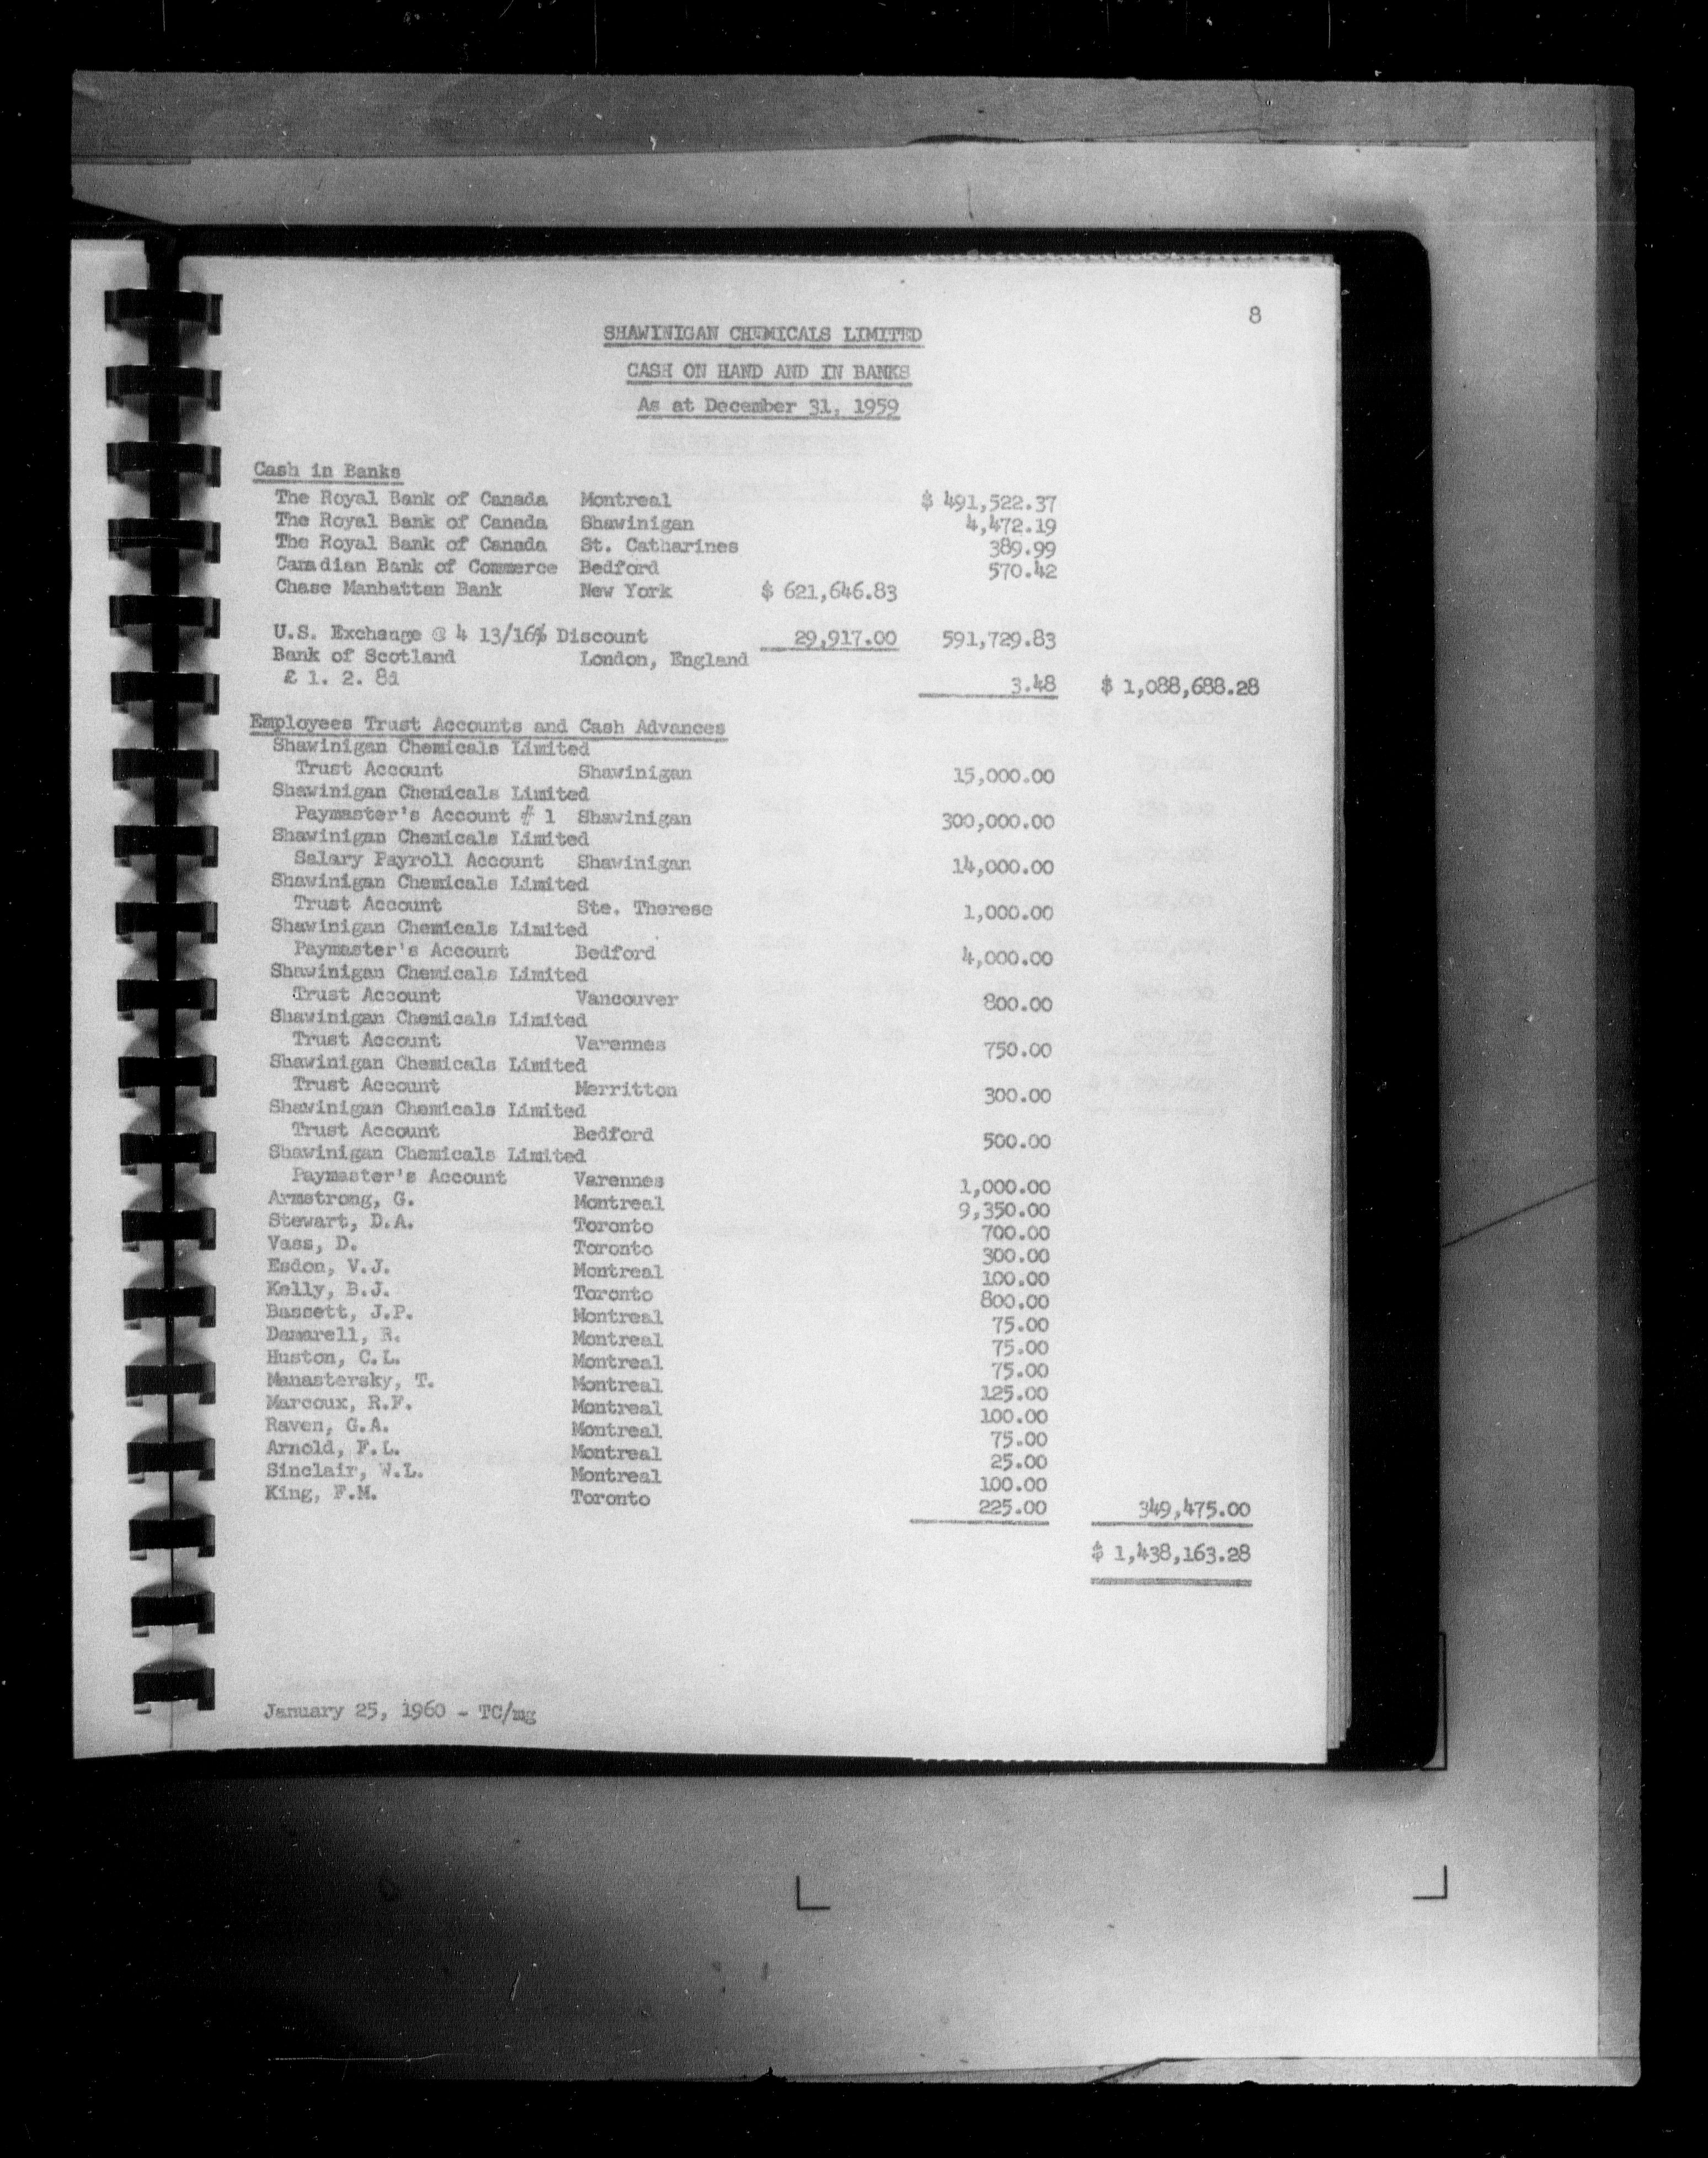 8
SHAWINIGAN CHEMICALS LIMITED
CASH ON HAND AND IN BANKS
As at December 31, 1959
Cash in Banks
The Royal Bank of Canada Montreal $ 491,522.37
The Royal Bank of Canada Shawinigan 4,472.19
The Royal Bank of Canada St. Catharines 389.99
Canadian Bank of Commerce Bedford 570.42
Chase Manhattan Bank New York $ 621,646.83
U.S. Exchange @ 4 13/16% Discount 29,917.00 591,729.83
Bank of Scotland London, England
£ 1. 2. 8d 3.48 $ 1,088,688.28
Employees Trust Accounts and Cash Advances
Shawinigan Chemicals Limited
Trust Account Shawinigan 15,000.00
Shawinigan Chemicals Limited
Paymaster's Account # 1 Shawinigan 300,000.00
Shawinigan Chemicals Limited
Salary Payroll Account Shawinigan 14,000.00
Shawinigan Chemicals Limited
Trust Account Ste. Therese 1,000.00
Shawinigan Chemicals Limited
Paymaster's Account Bedford 4,000.00
Shawinigan Chemicals Limited
Trust Account Vancouver 800.00
Shawinigan Chemicals Limited
Trust Account Varennes 750.00
Shawinigan Chemicals Limited
Trust Account Merritton 300.00
Shawinigan Chemicals Limited
Trust Account Bedford 500.00
Shawinigan Chemicals Limited
Paymaster's Account Varennes 1,000.00
Armstrong, G. Montreal 9,350.00
Stewart, D.A. Toronto 700.00
Vass, D. Toronto 300.00
Esdon, V.J. Montreal 100.00
Kelly, B.J. Toronto 800.00
Bassett, J.P. Montreal 75.00
Damarell, R. Montreal 75.00
Huston, C.L. Montreal 75.00
Manastersky, T. Montreal 125.00
Marcoux, R.F. Montreal 100.00
Raven, G.A. Montreal 75.00
Arnold, F.L. Montreal 25.00
Sinclair, W.L. Montreal 100.00
King, F.M. Toronto 225.00 349,475.00
$ 1,438,163.28
January 25, 1960 - TC/mg